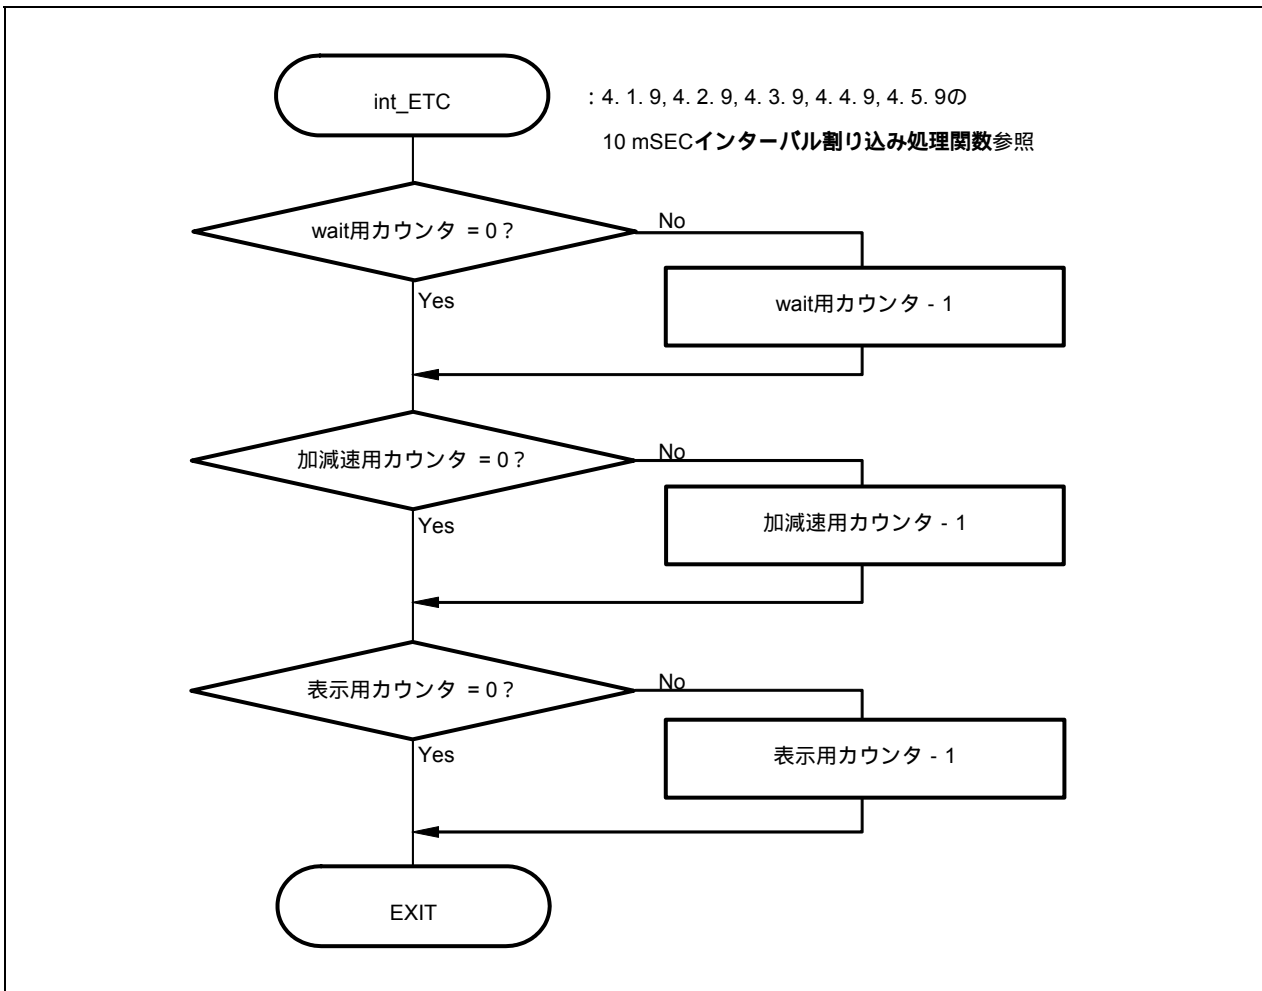 int_ETC
: 4. 1. 9, 4. 2. 9, 4. 3. 9, 4. 4. 9, 4. 5. 9の
10 mSECインターバル割り込み処理関数参照
wait用カウンタ = 0？
No
wait用カウンタ - 1
Yes
加減速用カウンタ = 0？
No
加減速用カウンタ - 1
Yes
表示用カウンタ = 0？
No
表示用カウンタ - 1
Yes
EXIT